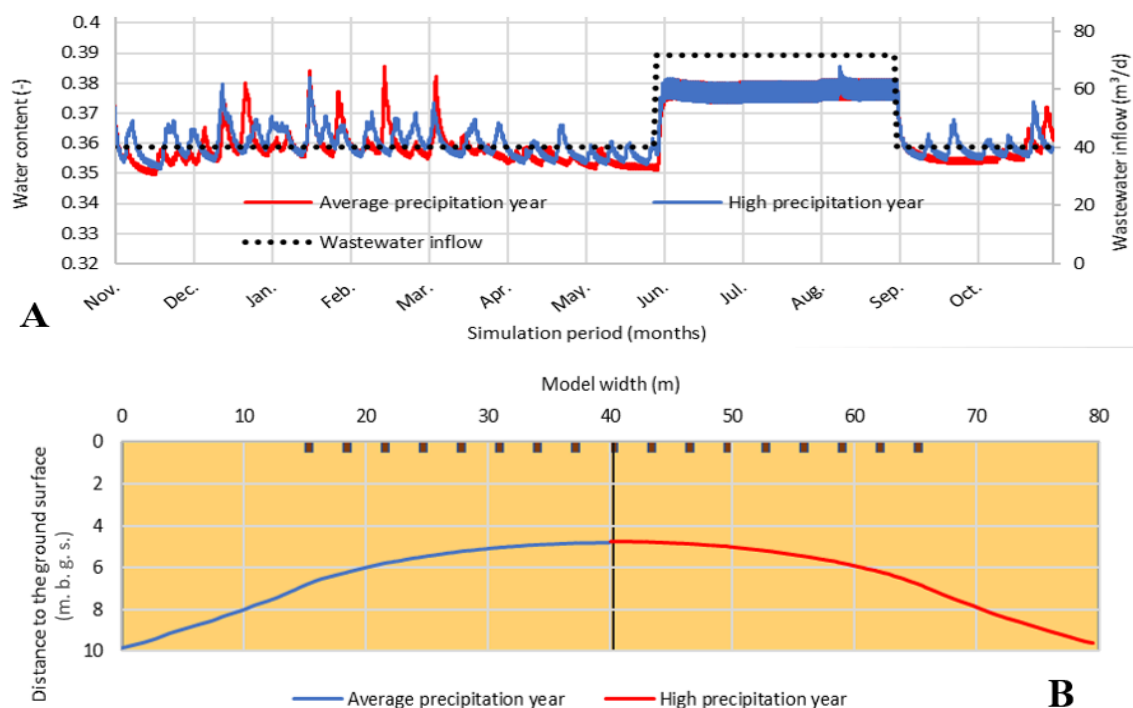 0.4
0.39
0.38
0.37
0.36
0.35
0.34
0.33
0.32
Water content (-)
80
60
40
20
0
Wastewater inflow (m³/d)
Average precipitation year
High precipitation year
Wastewater inflow
Nov. Dec. Jan. Feb. Mar. Apr. May. Jun. Jul. Aug. Sep. Oct.
A
Simulation period (months)
Model width (m)
0 10 20 30 40 50 60 70 80
0
2
4
6
8
10
Distance to the ground surface
(m. b. g. s.)
Average precipitation year
High precipitation year
B